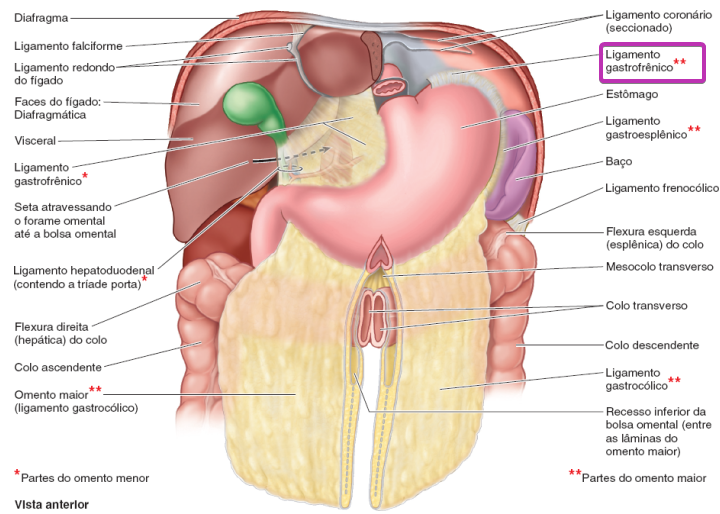 Diafragma
Ligamento falciforme
Ligamento redondo
do fígado
Faces do fígado:
Diafragmática
Visceral
Ligamento
gastrofrênico*
Seta atravessando
o forame omental
até a bolsa omental
Ligamento hepatoduodenal
(contendo a tríade porta)*
Flexura direita
(hepática) do colo
Colo ascendente
Omento maior**
(ligamento gastrocólico)
*Partes do omento menor
Vista anterior
Ligamento coronário
(seccionado)
Ligamento
gastrofrênico**
Estômago
Ligamento
gastroesplênico**
Baço
Ligamento frenocólico
Flexura esquerda
(esplênica) do colo
Mesocolo transverso
Colo transverso
Colo descendente
Ligamento
gastrocólico**
Recesso inferior da
bolsa omental (entre
as lâminas do
omento maior)
**Partes do omento maior